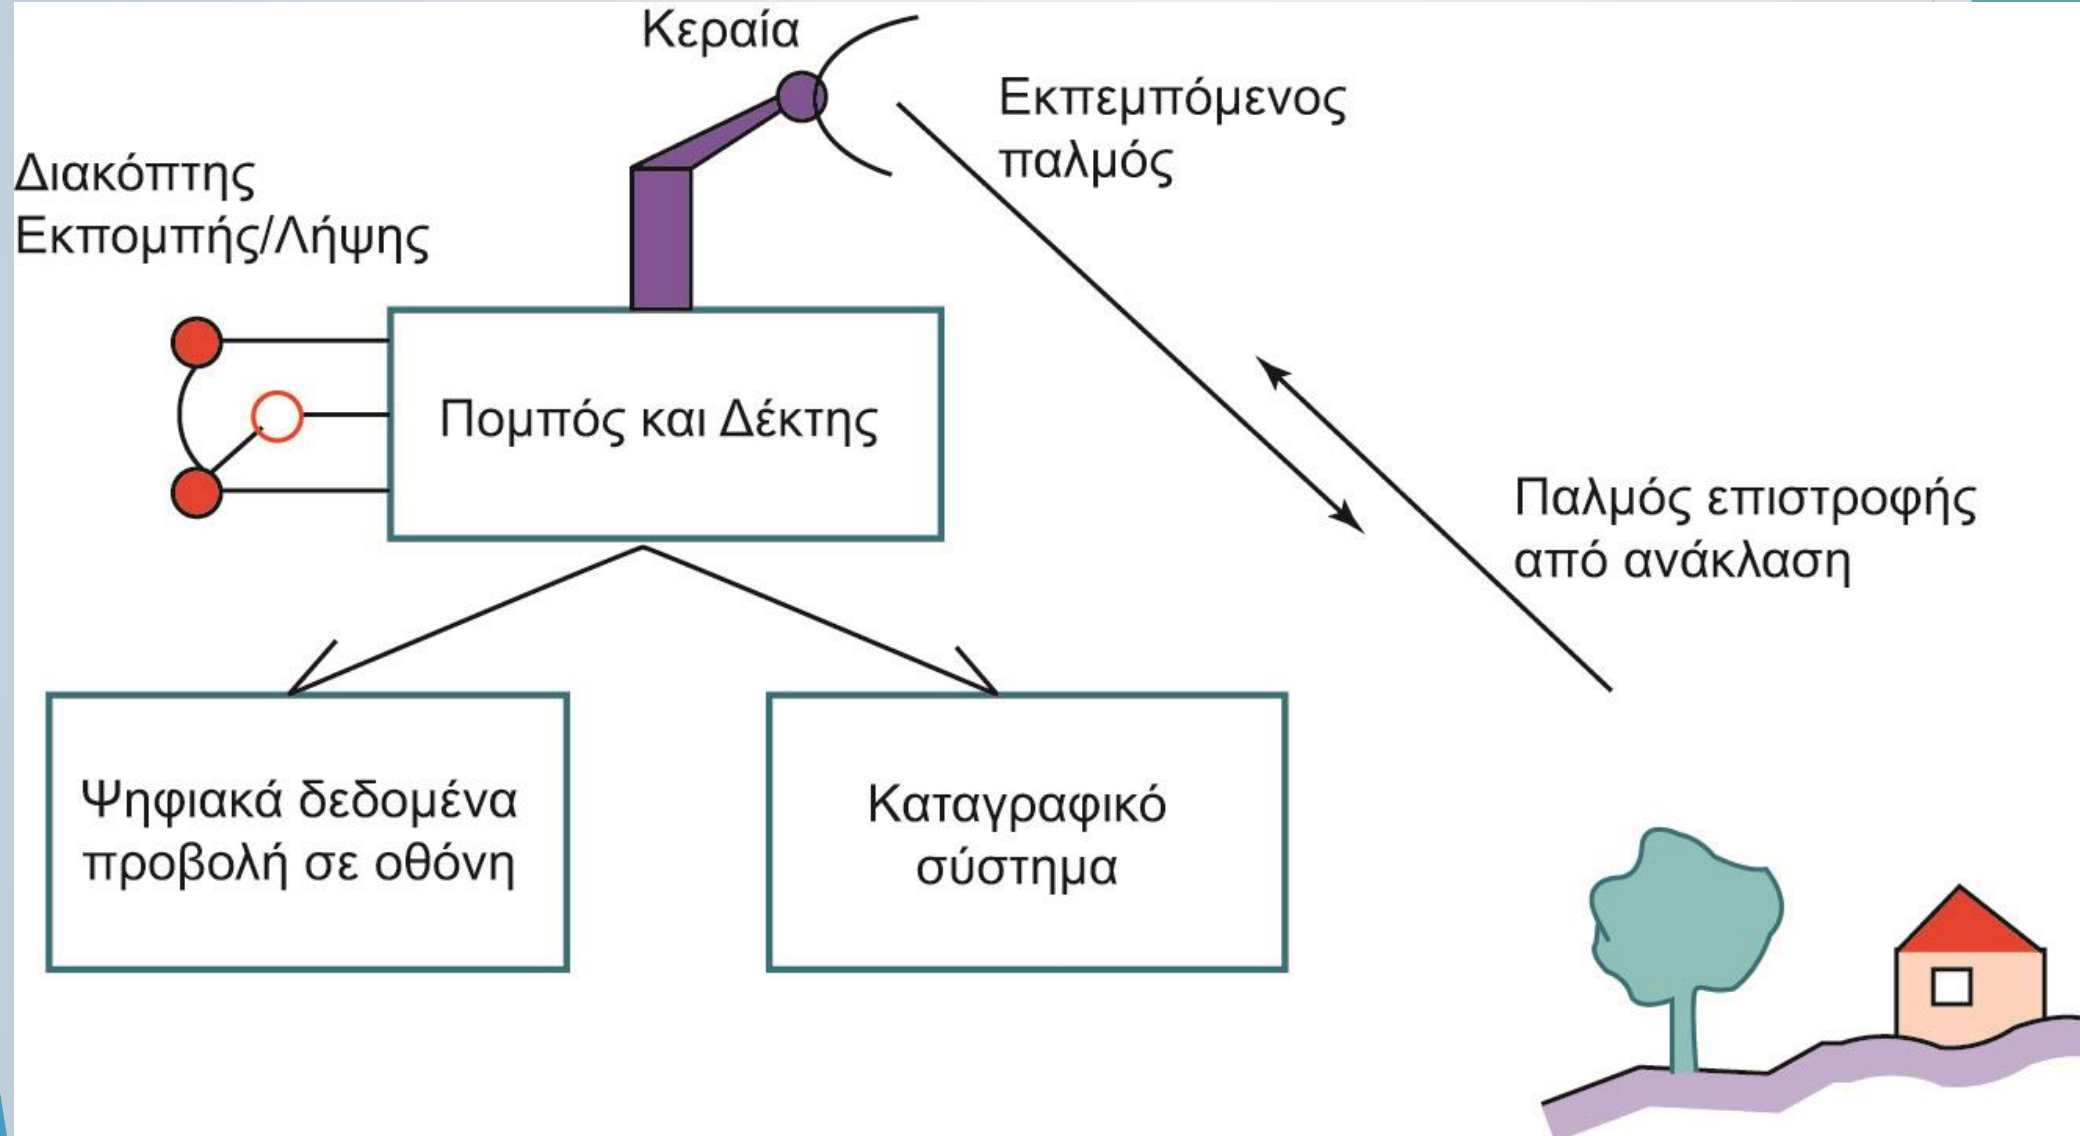 Κεραία
Εκπεμπόμενος
παλμός
Διακόπτης
Εκπομπής/Λήψης
Πομπός και Δέκτης
Παλμός επιστροφής
από ανάκλαση
Ψηφιακά δεδομένα
προβολή σε οθόνη
Καταγραφικό
σύστημα